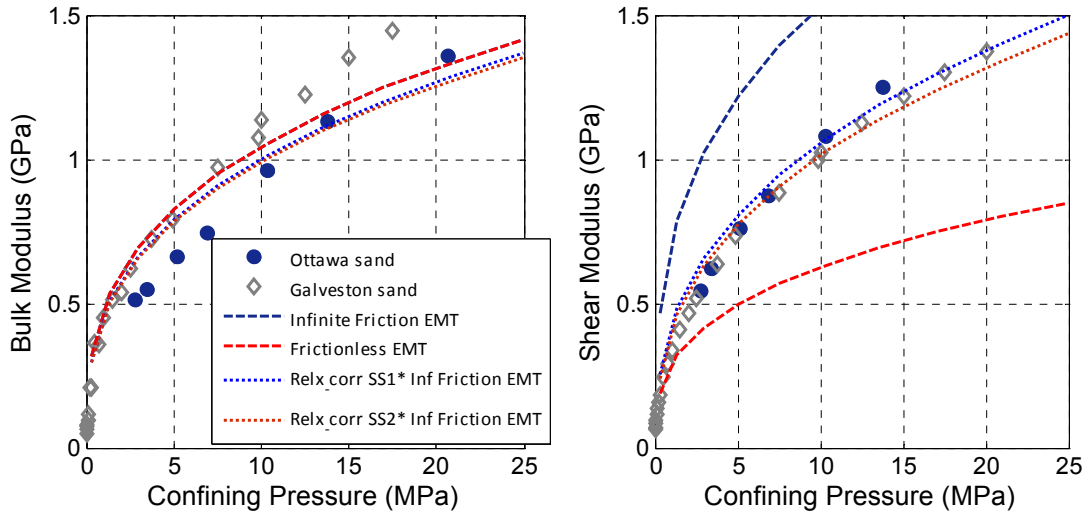 1.5
1
0.5
0
Bulk Modulus (GPa)
0 5 10 15 20 25
Confining Pressure (MPa)
Ottawa sand
Galveston sand
Infinite Friction EMT
Frictionless EMT
Relx_corr SS1* Inf Friction EMT
Relx_corr SS2* Inf Friction EMT
1.5
1
0.5
0
Shear Modulus (GPa)
0 5 10 15 20 25
Confining Pressure (MPa)